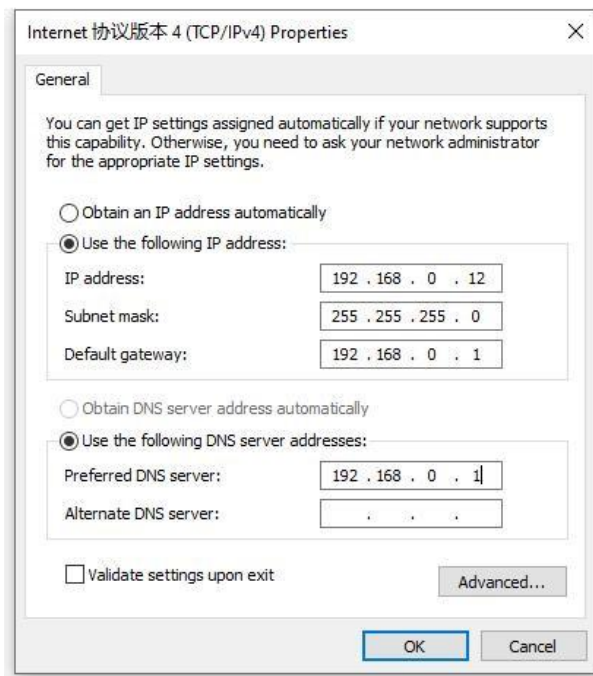 Internet 协议版本 4 (TCP/IPv4) Properties
General
You can get IP settings assigned automatically if your network supports
this capability. Otherwise, you need to ask your network administrator
for the appropriate IP settings.
Obtain an IP address automatically
Use the following IP address:
IP address: 192 . 168 . 0 . 12
Subnet mask: 255 . 255 . 255 . 0
Default gateway: 192 . 168 . 0 . 1
Obtain DNS server address automatically
Use the following DNS server addresses:
Preferred DNS server: 192 . 168 . 0 . 1
Alternate DNS server: . . .
Validate settings upon exit
Advanced...
OK Cancel